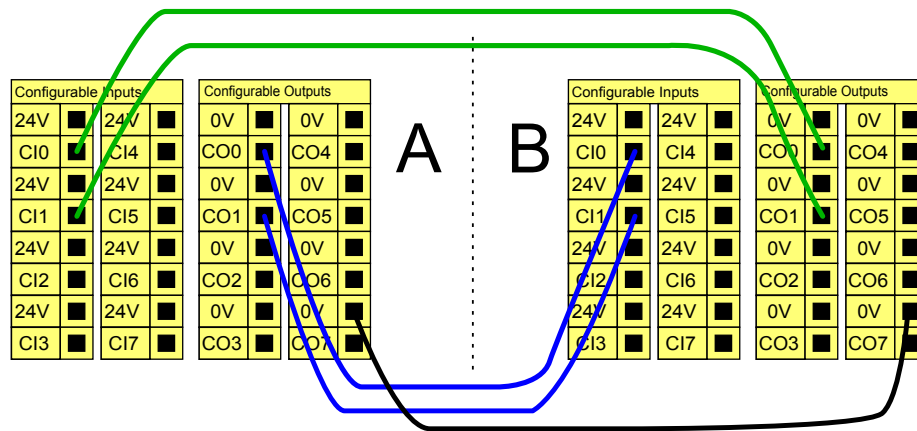 Configurable Inputs Configurable Outputs
24V 24V 0V 0V
CI0 CI4 CO0 CO4
24V 24V 0V 0V
CI1 CI5 CO1 CO5
24V 24V 0V 0V
CI2 CI6 CO2 CO6
24V 24V 0V 0V
CI3 CI7 CO3 CO7
A B
Configurable Inputs Configurable Outputs
24V 24V 0V 0V
CI0 CI4 CO0 CO4
24V 24V 0V 0V
CI1 CI5 CO1 CO5
24V 24V 0V 0V
CI2 CI6 CO2 CO6
24V 24V 0V 0V
CI3 CI7 CO3 CO7